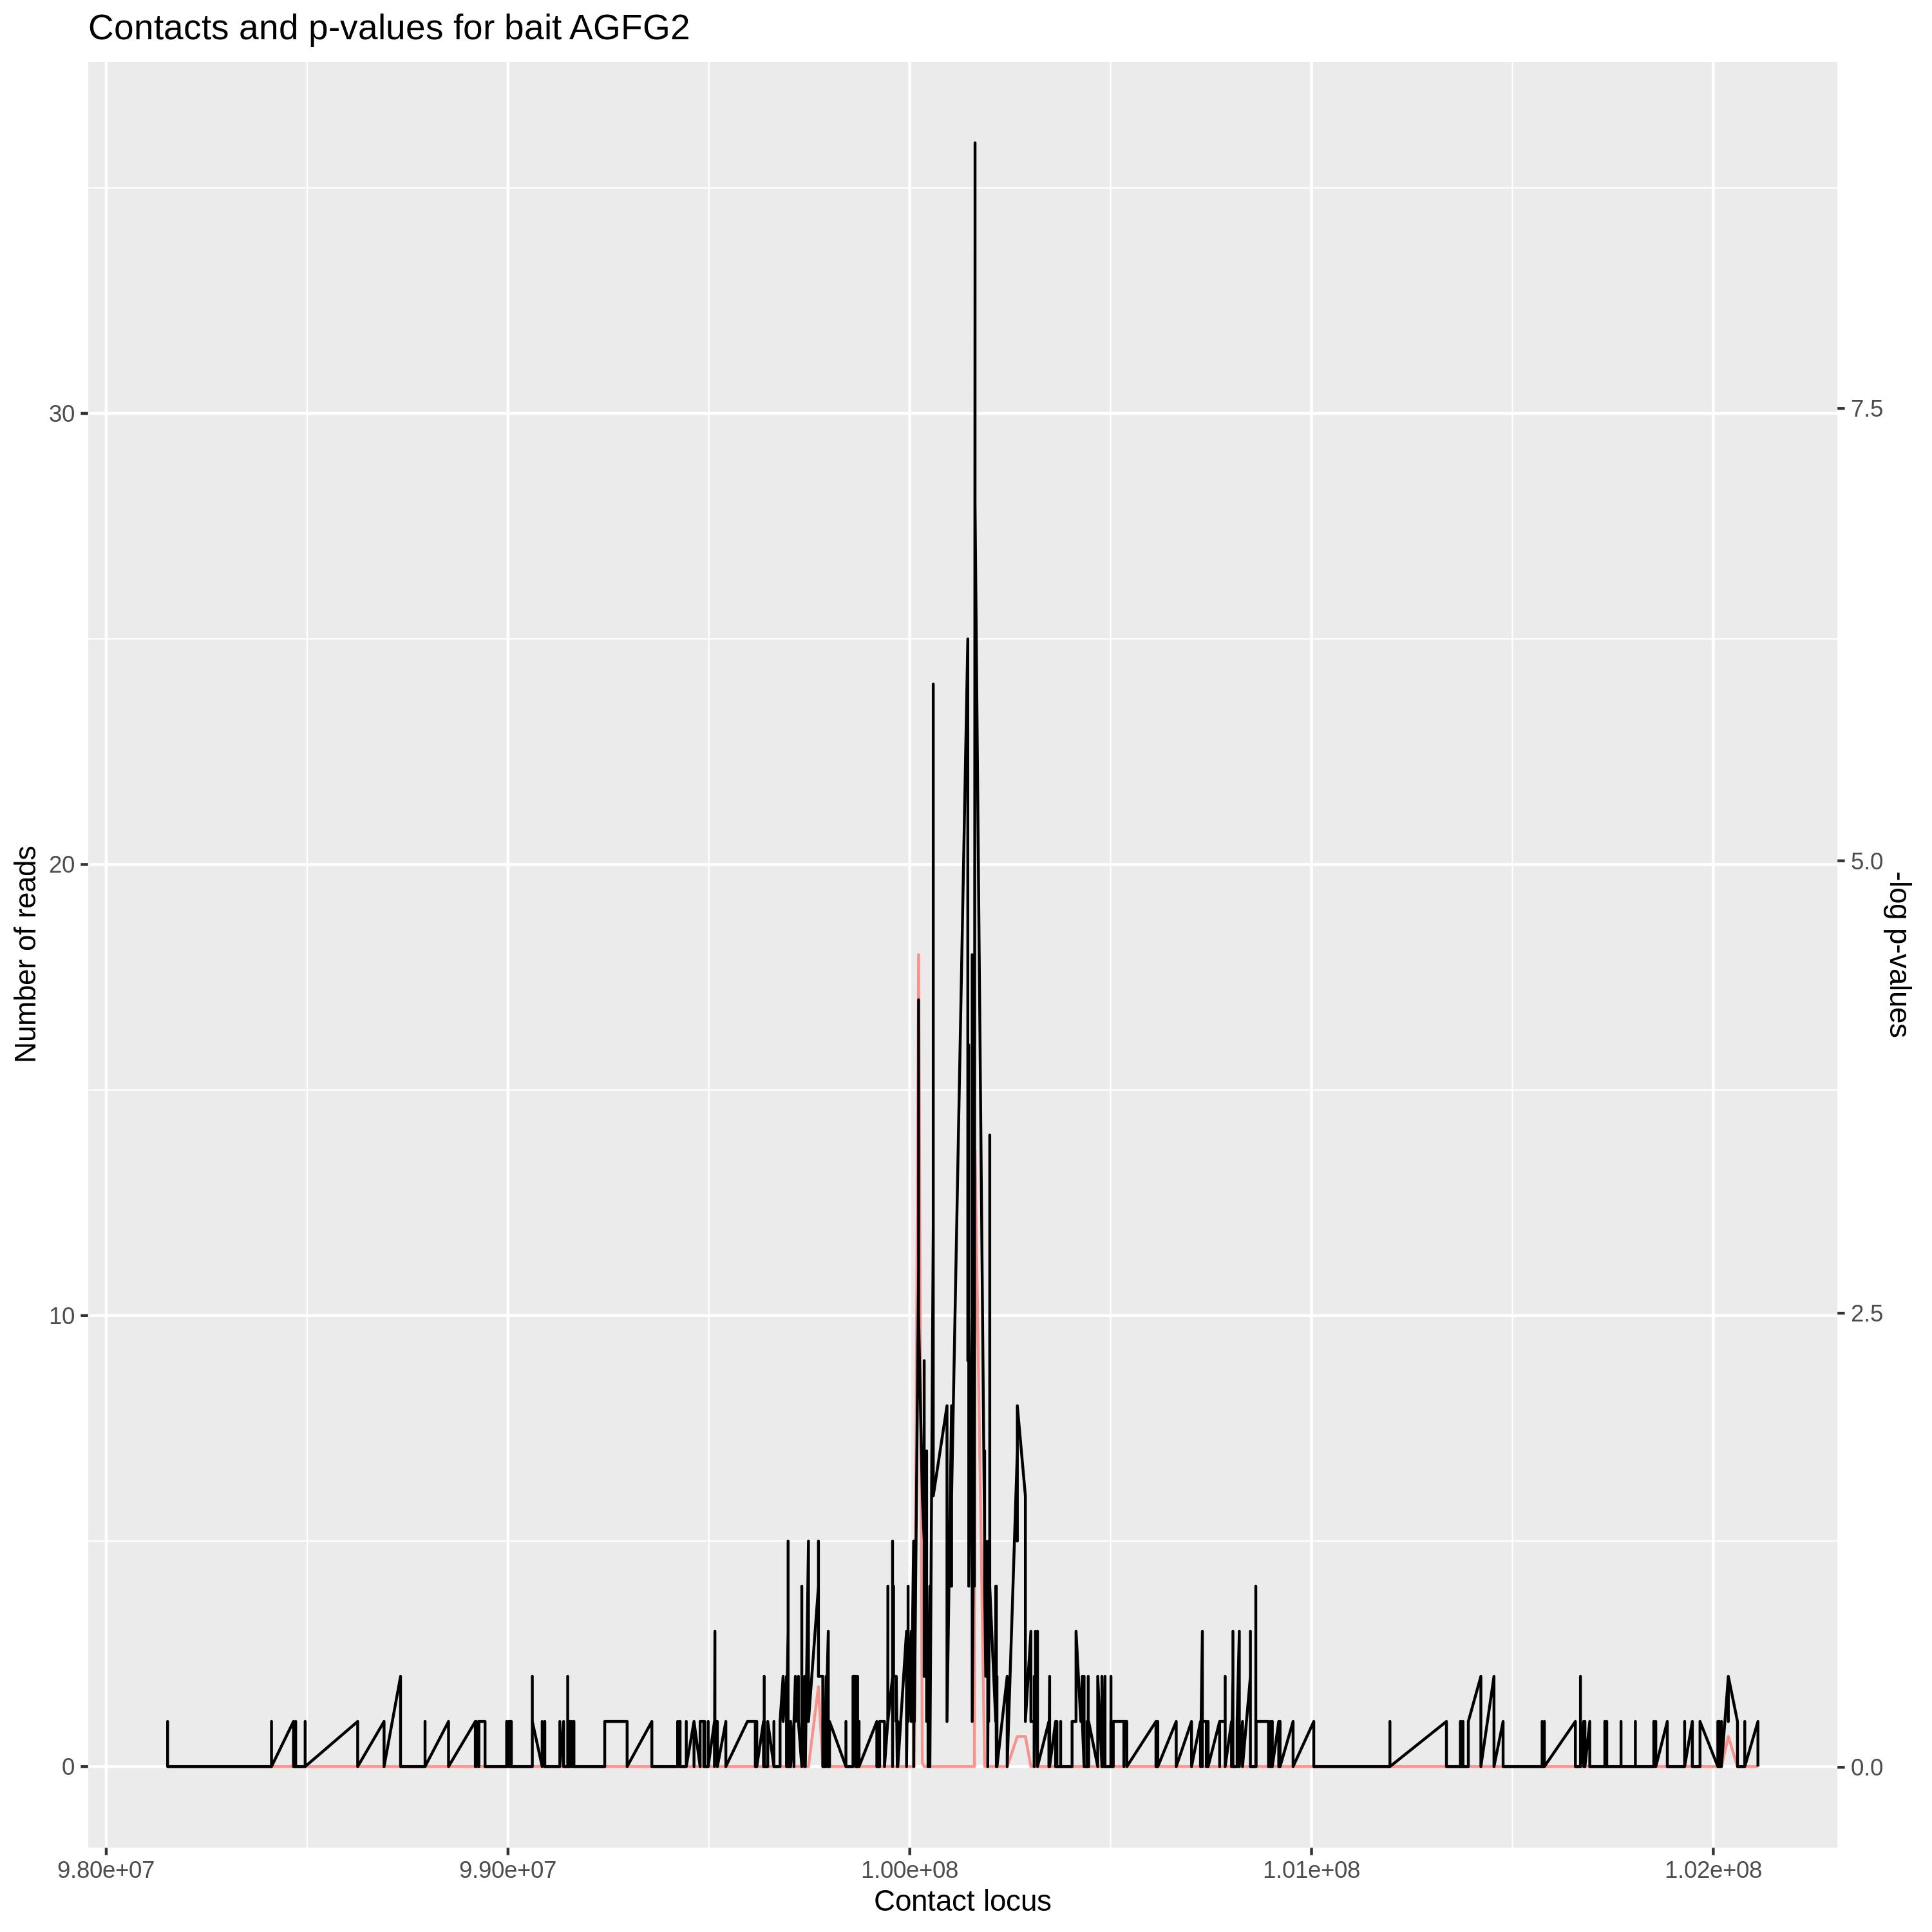 Contacts and p-values for bait AGFG2
Number of reads
30
20
10
0
7.5
5.0
2.5
0.0
-log p-values
9.80e+07
9.90e+07
1.00e+08
1.01e+08
1.02e+08
Contact locus